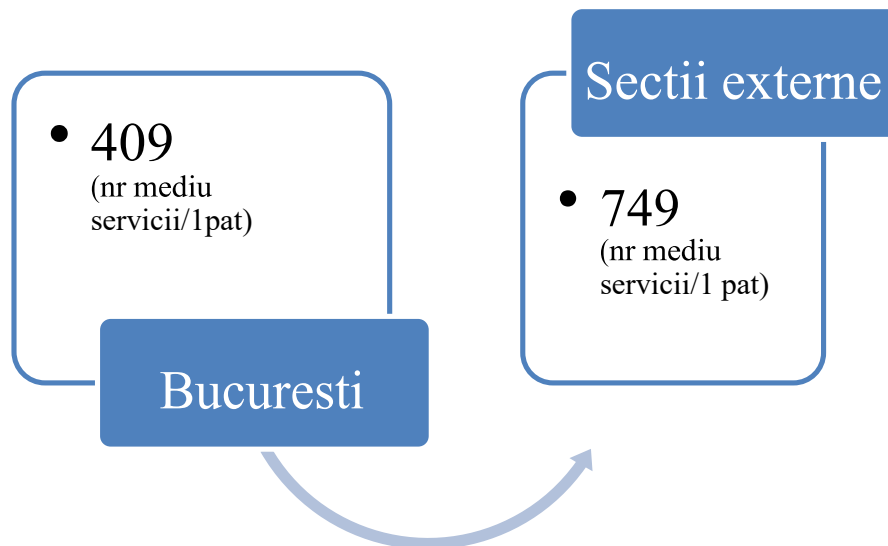 • 409
(nr mediu
servicii/1pat)
Bucuresti
Sectii externe
• 749
(nr mediu
servicii/1 pat)